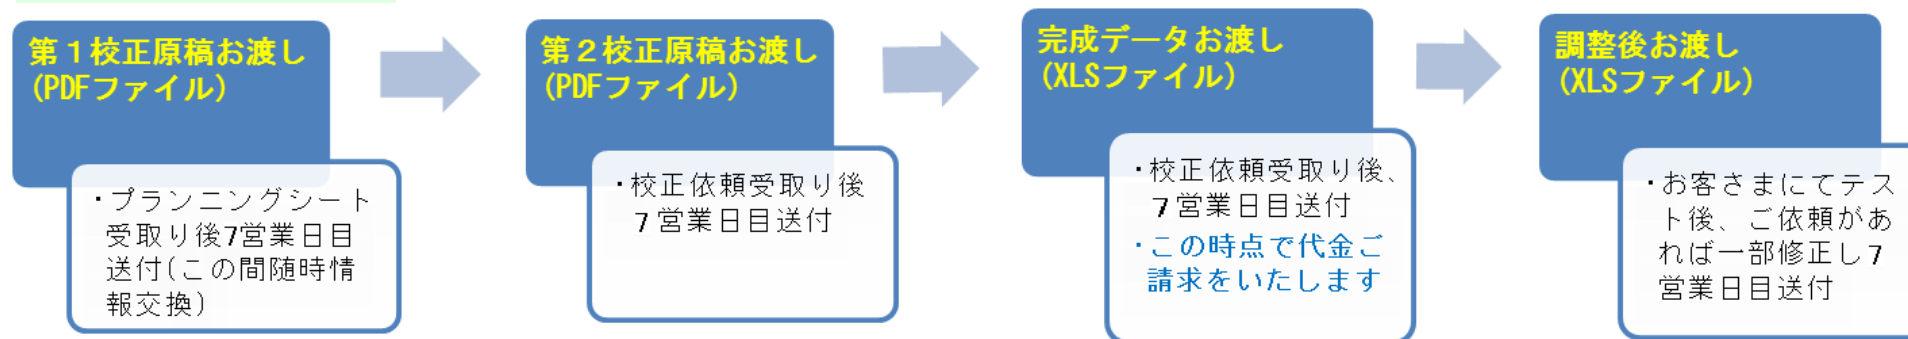 第１校正原稿お渡し
(PDFファイル)
・プランニングシート
受取り後7営業日目
送付(この間随時情
報交換)
第２校正原稿お渡し
(PDFファイル)
・校正依頼受取り後
７営業日目送付
完成データお渡し
(XLSファイル)
・校正依頼受取り後、
７営業日目送付
・この時点で代金ご
請求をいたします
調整後お渡し
(XLSファイル)
・お客さまにてテス
ト後、ご依頼があ
れば一部修正し7
営業日目送付